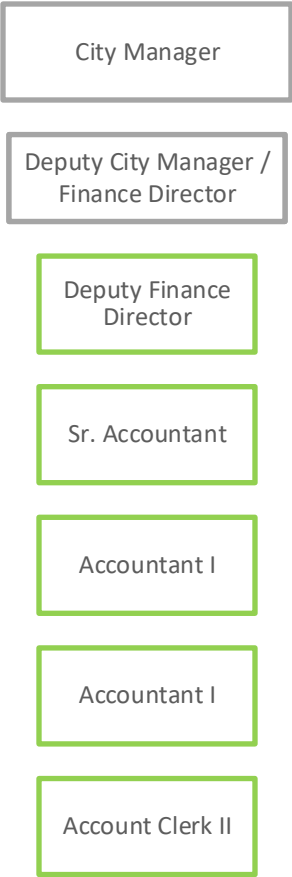 City Manager
Deputy City Manager /
Finance Director
Deputy Finance
Director
Sr. Accountant
Accountant I
Accountant I
Account Clerk II